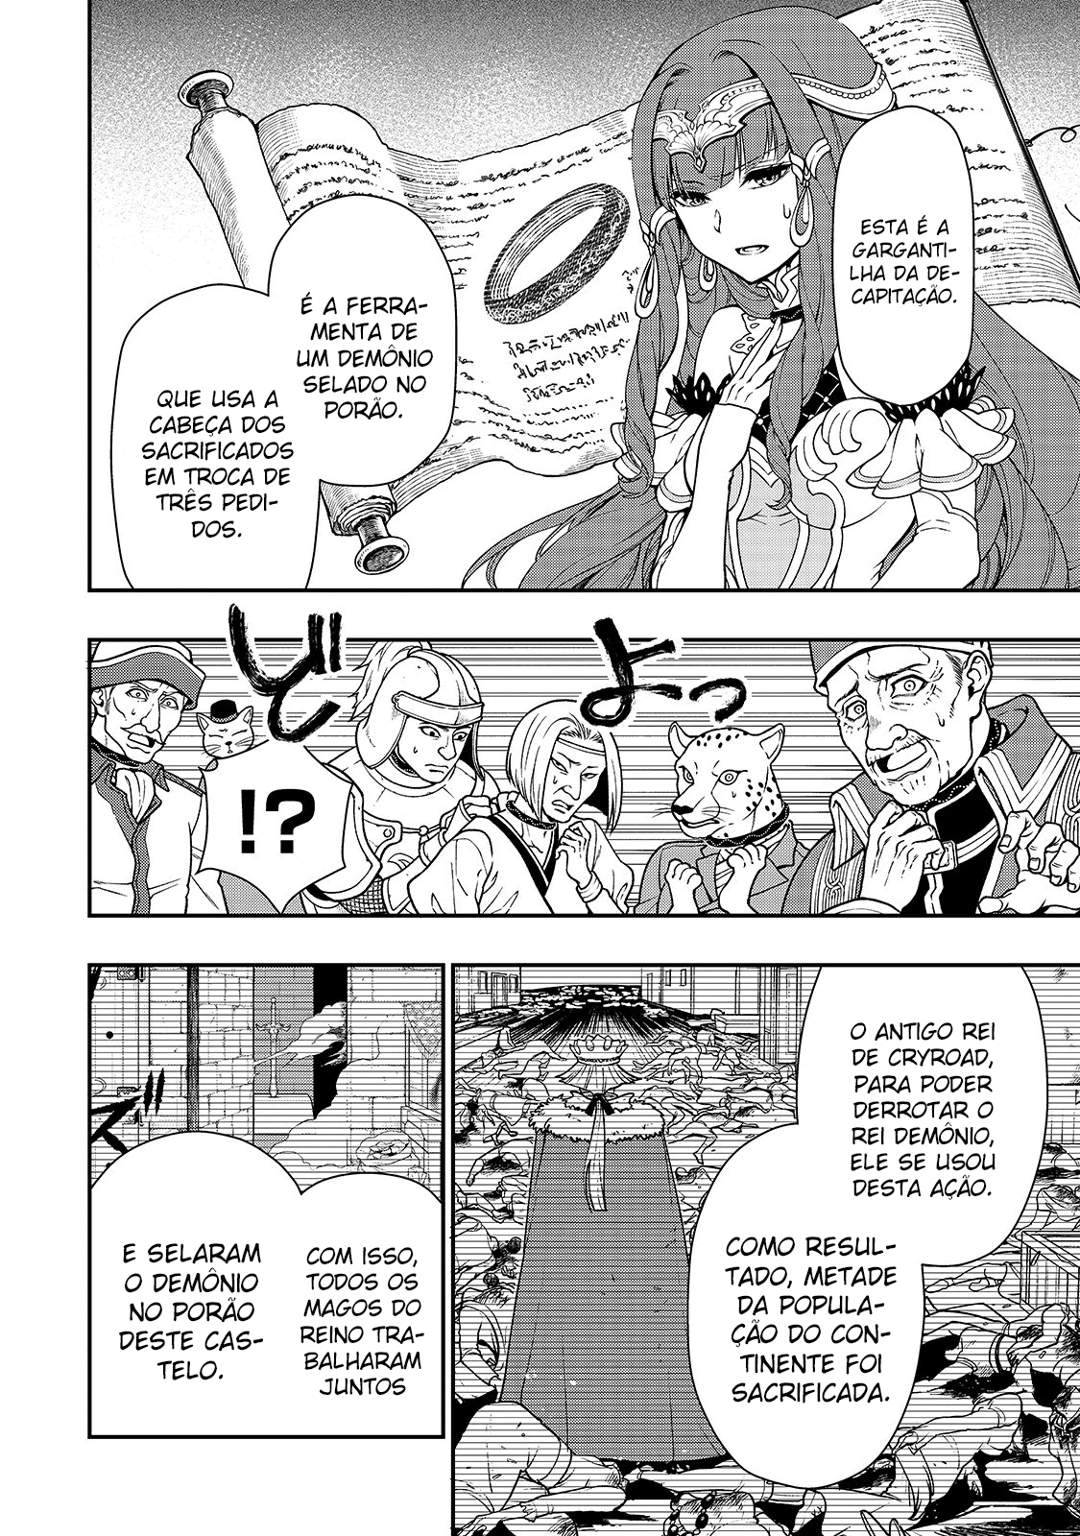 ESTA É A
GARGANTI-
LHA DA DE-
CAPITAÇÃO.
É A FERRA-
MENTA DE
UM DEMÔNIO
SELADO NO
PORÃO.
QUE USA A
CABEÇA DOS
SACRIFICADOS
EM TROCA DE
TRÊS PEDI-
DOS.
どよっ
!?
O ANTIGO REI
DE CRYROAD,
PARA PODER
DERROTAR O
REI DEMÔNIO,
ELE SE USOU
DESTA AÇÃO.
COMO RESUL-
TADO, METADE
DA POPULA-
ÇÃO DO CON-
TINENTE FOI
SACRIFICADA.
COM ISSO,
TODOS OS
MAGOS DO
REINO TRA-
BALHARAM
JUNTOS
E SELARAM
O DEMÔNIO
NO PORÃO
DESTE CAS-
TELO.